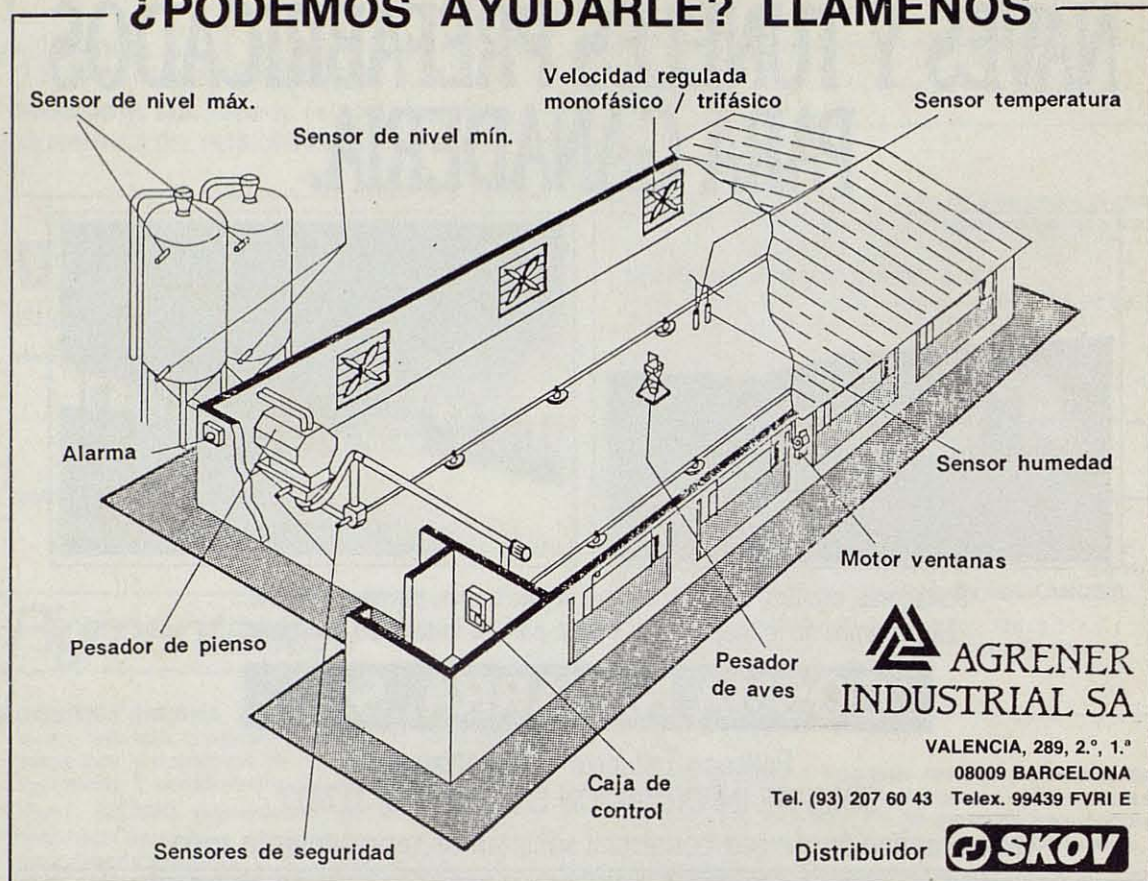 ¿PODEMOS AYUDARLE? LLAMENOS
Sensor de nivel máx.
Sensor de nivel mín.
Velocidad regulada
monofásico / trifásico
Sensor temperatura
Alarma
Sensor humedad
Motor ventanas
Pesador de pienso
Pesador
de aves
Caja de
control
Sensores de seguridad
AGRENER
INDUSTRIAL SA
VALENCIA, 289, 2.º, 1.ª
08009 BARCELONA
Tel. (93) 207 60 43 Telex. 99439 FVRI E
Distribuidor SKOV